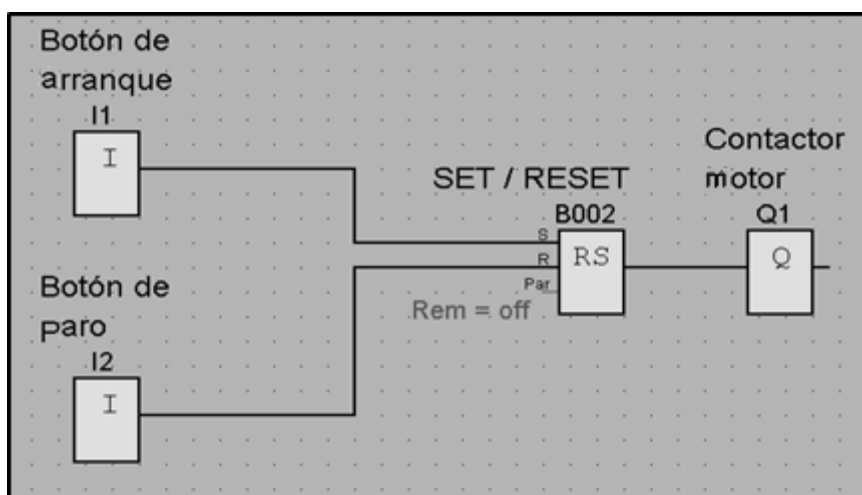 Botón de
arranque
I1
I
Contactor
motor
SET / RESET
B002
Q1
S
R
RS
Q
Par
Rem = off
Botón de
paro
I2
I